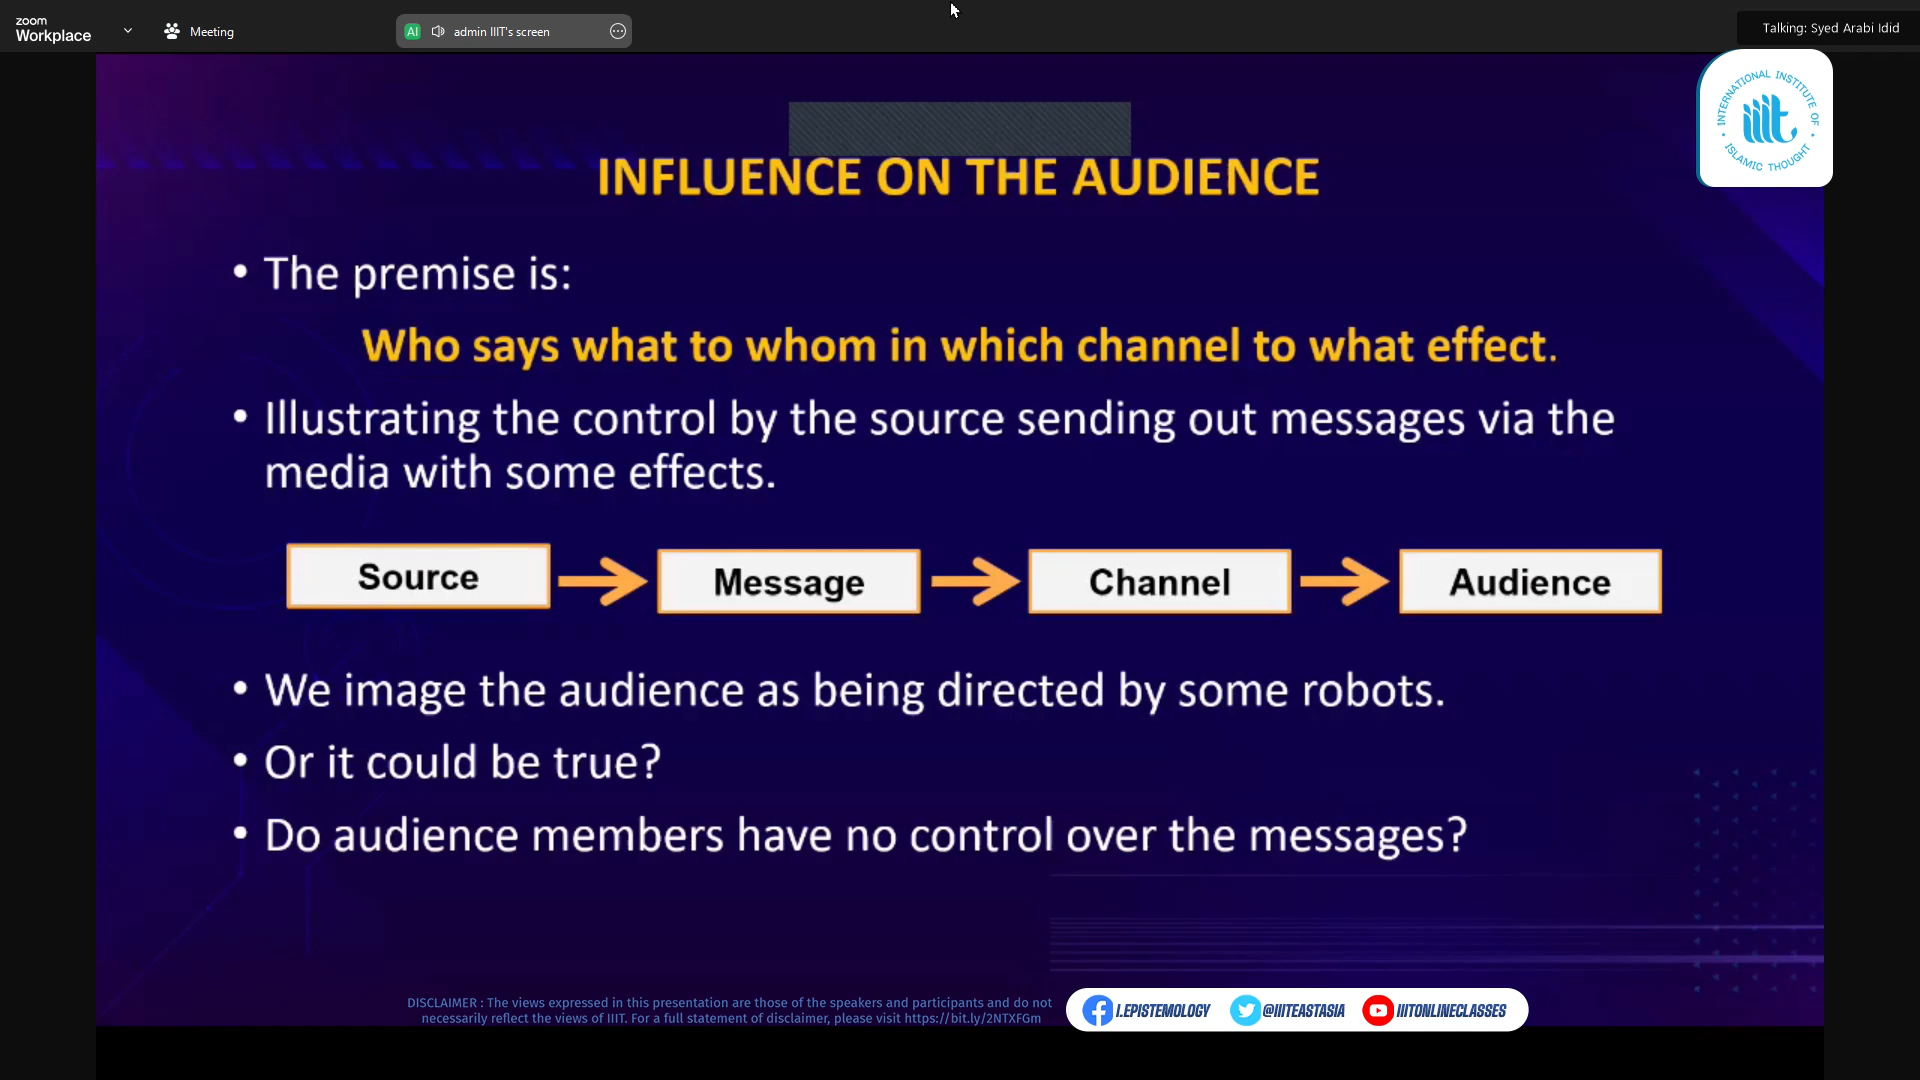 zoom
Workplace
Meeting
AI
admin IIIT's screen
Talking: Syed Arabi Idid
INTERNATIONAL INSTITUTE OF
iiit
ISLAMIC THOUGHT
INFLUENCE ON THE AUDIENCE
• The premise is:
Who says what to whom in which channel to what effect.
• Illustrating the control by the source sending out messages via the
media with some effects.
Source
Message
Channel
Audience
• We image the audience as being directed by some robots.
• Or it could be true?
• Do audience members have no control over the messages?
DISCLAIMER : The views expressed in this presentation are those of the speakers and participants and do not
necessarily reflect the views of IIIT. For a full statement of disclaimer, please visit https://bit.ly/2NTXFGm
I.EPISTEMOLOGY
@IIITEASTASIA
IIITONLINECLASSES